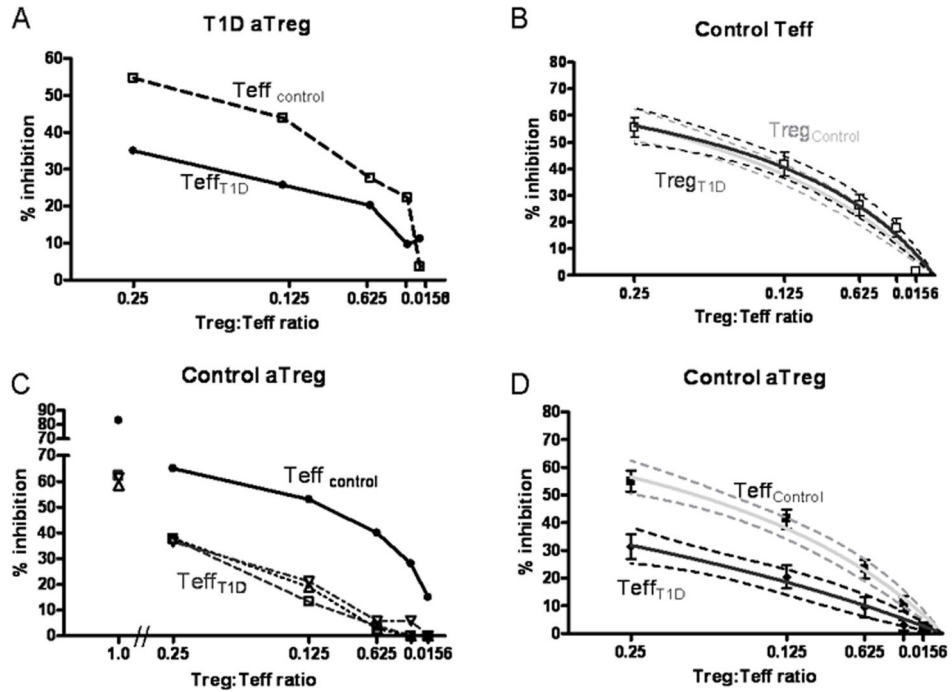 A
T1D aTreg
% inhibition
60
50
40
30
20
10
0
Teff control
Teff T1D
0.25
0.125
0.625
0.0156
Treg:Teff ratio
B
Control Teff
% inhibition
80
70
60
50
40
30
20
10
0
Treg Control
Treg T1D
0.25
0.125
0.625
0.0156
Treg:Teff ratio
C
Control aTreg
% inhibition
90
80
70
60
50
40
30
20
10
0
Teff control
Teff T1D
1.0
//
0.25
0.125
0.625
0.0156
Treg:Teff ratio
D
Control aTreg
% inhibition
80
70
60
50
40
30
20
10
0
Teff Control
Teff T1D
0.25
0.125
0.625
0.0156
Treg:Teff ratio